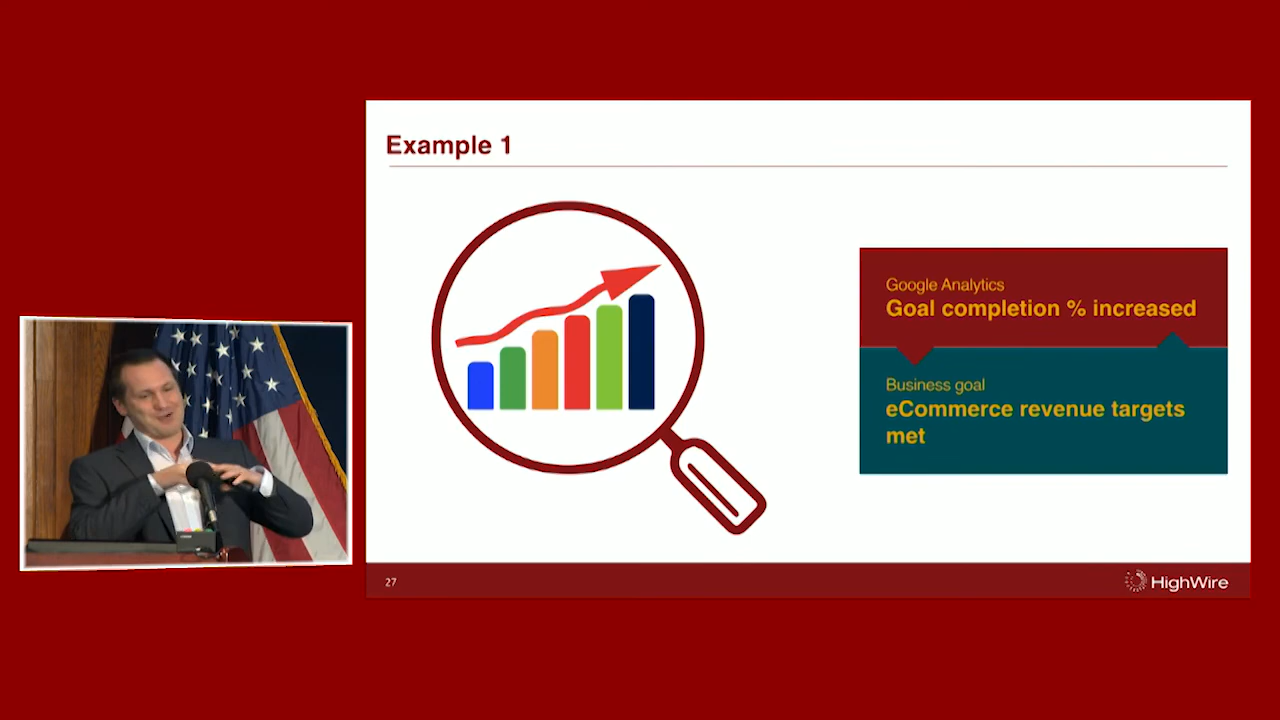 Example 1
Google Analytics
Goal completion % increased
Business goal
eCommerce revenue targets
met
27
HighWire